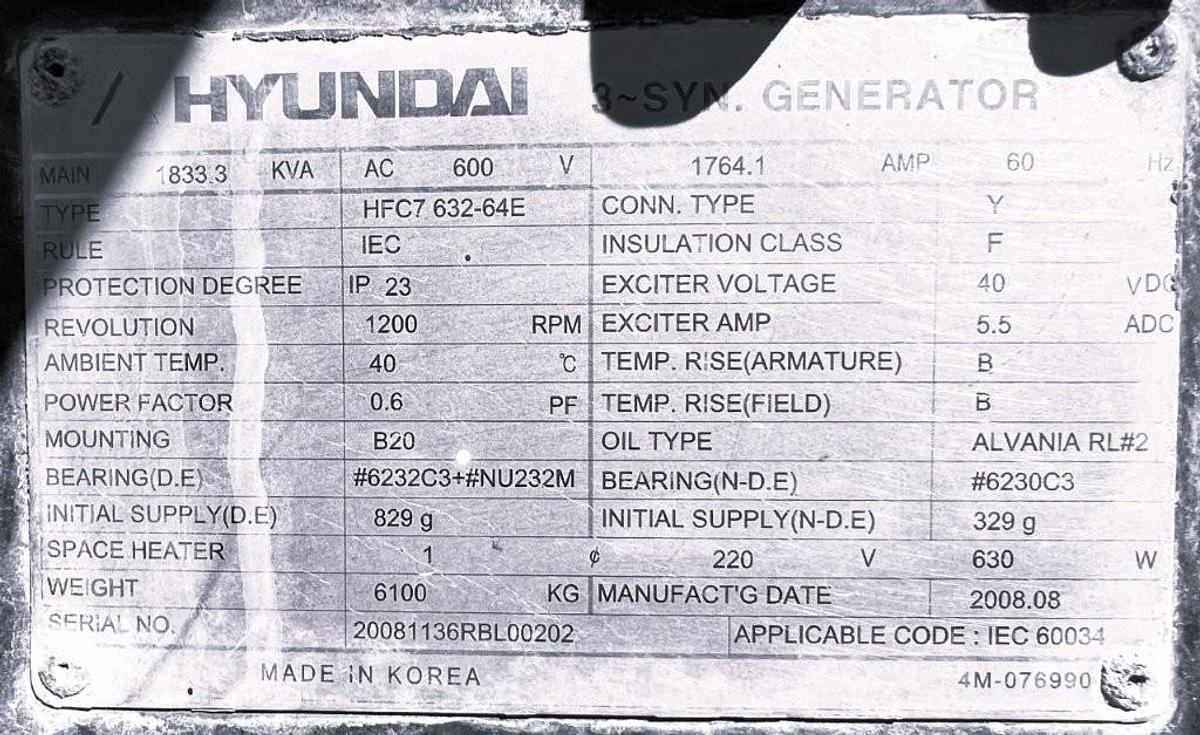 HYUNDAI 3~SYN. GENERATOR
MAIN 1833.3 KVA AC 600 V 1764.1 AMP 60 Hz
TYPE HFC7 632-64E CONN. TYPE Y
RULE IEC INSULATION CLASS F
PROTECTION DEGREE IP 23 EXCITER VOLTAGE 40 VDC
REVOLUTION 1200 RPM EXCITER AMP 5.5 ADC
AMBIENT TEMP. 40 ℃ TEMP. RISE(ARMATURE) B
POWER FACTOR 0.6 PF TEMP. RISE(FIELD) B
MOUNTING B20 OIL TYPE ALVANIA RL#2
BEARING(D.E) #6232C3+#NU232M BEARING(N-D.E) #6230C3
INITIAL SUPPLY(D.E) 829 g INITIAL SUPPLY(N-D.E) 329 g
SPACE HEATER 1 ¢ 220 V 630 W
WEIGHT 6100 KG MANUFACT'G DATE 2008.08
SERIAL NO. 20081136RBL00202 APPLICABLE CODE : IEC 60034
MADE IN KOREA 4M-076990